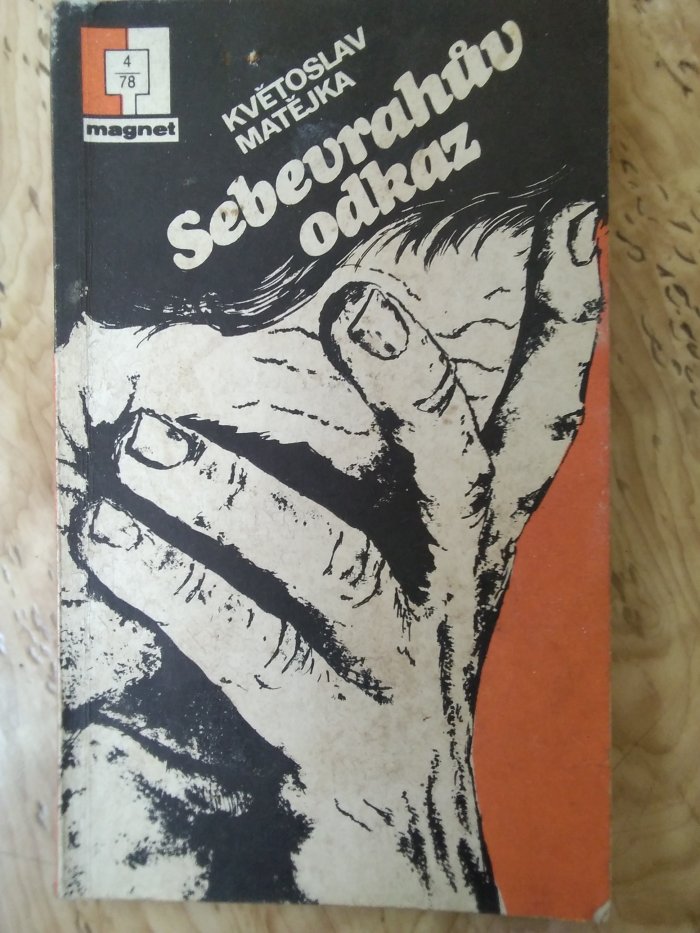 4
78
magnet
KVĚTOSLAV
MATĚJKA
Sebevrahův
odkaz